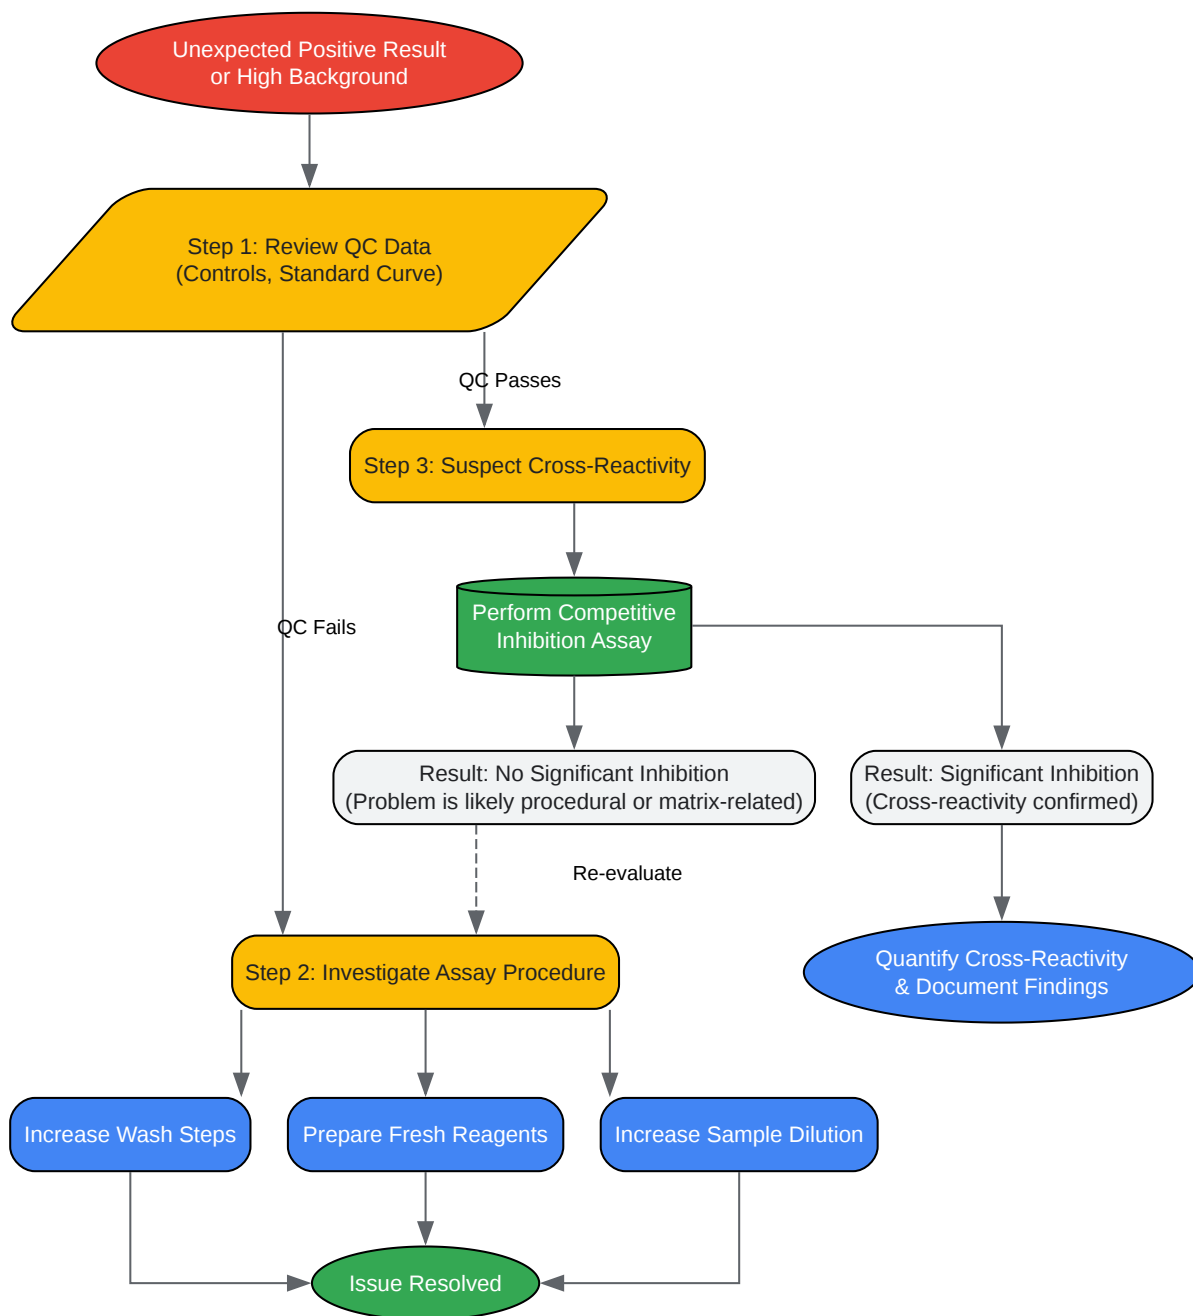 Unexpected Positive Result
or High Background
Step 1: Review QC Data
(Controls, Standard Curve)
QC Passes
Step 3: Suspect Cross-Reactivity
Perform Competitive
Inhibition Assay
QC Fails
Result: No Significant Inhibition
(Problem is likely procedural or matrix-related)
Result: Significant Inhibition
(Cross-reactivity confirmed)
Re-evaluate
Step 2: Investigate Assay Procedure
Quantify Cross-Reactivity
& Document Findings
Increase Wash Steps
Prepare Fresh Reagents
Increase Sample Dilution
Issue Resolved